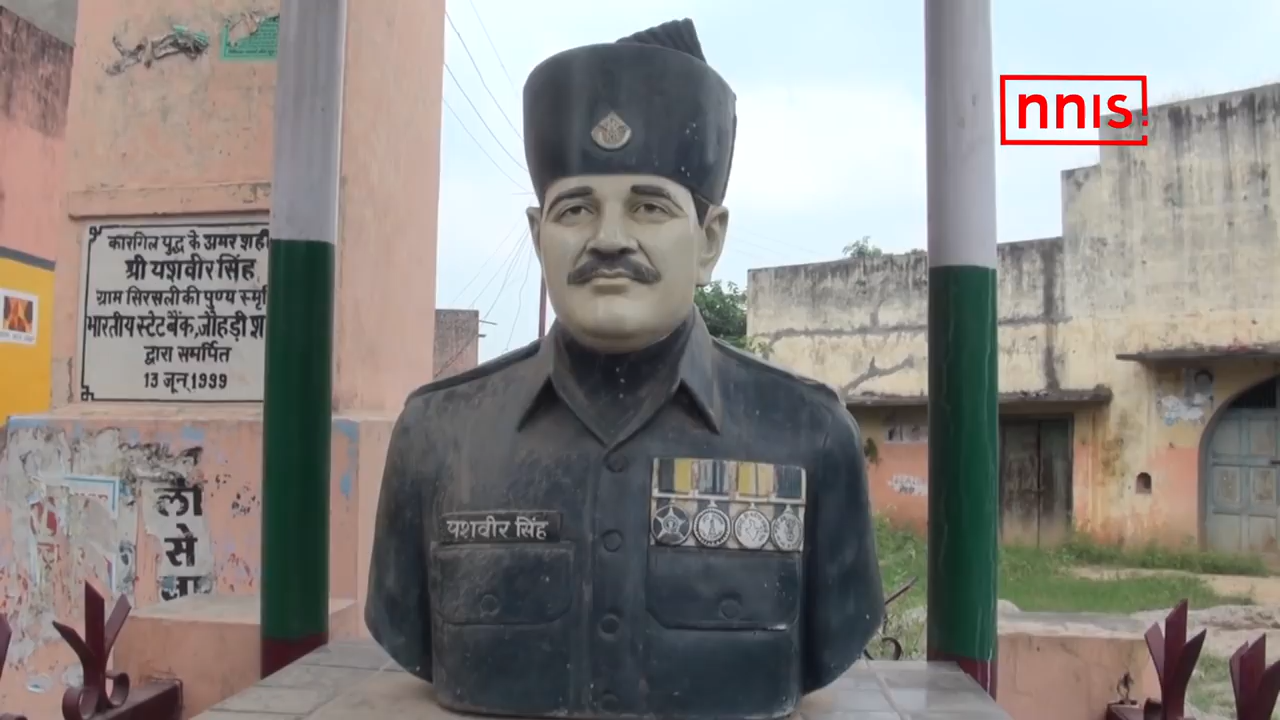 nnis
कारगिल युद्ध के अमर शही
श्री यशवीर सिंह
ग्राम सिरसली की पुण्य स्मृ
भारतीय स्टेट बैंक, जौहड़ी श
द्वारा समर्पित
13 जून, 1999
ला
से
यशवीर सिंह